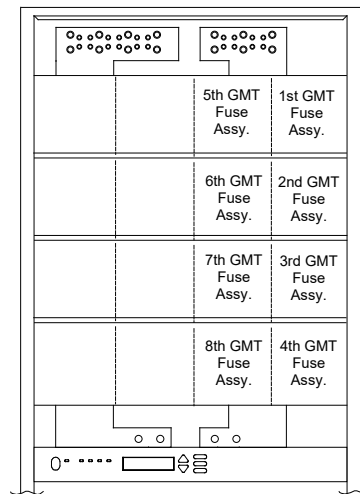 5th GMT
Fuse
Assy.
1st GMT
Fuse
Assy.
6th GMT
Fuse
Assy.
2nd GMT
Fuse
Assy.
7th GMT
Fuse
Assy.
3rd GMT
Fuse
Assy.
8th GMT
Fuse
Assy.
4th GMT
Fuse
Assy.